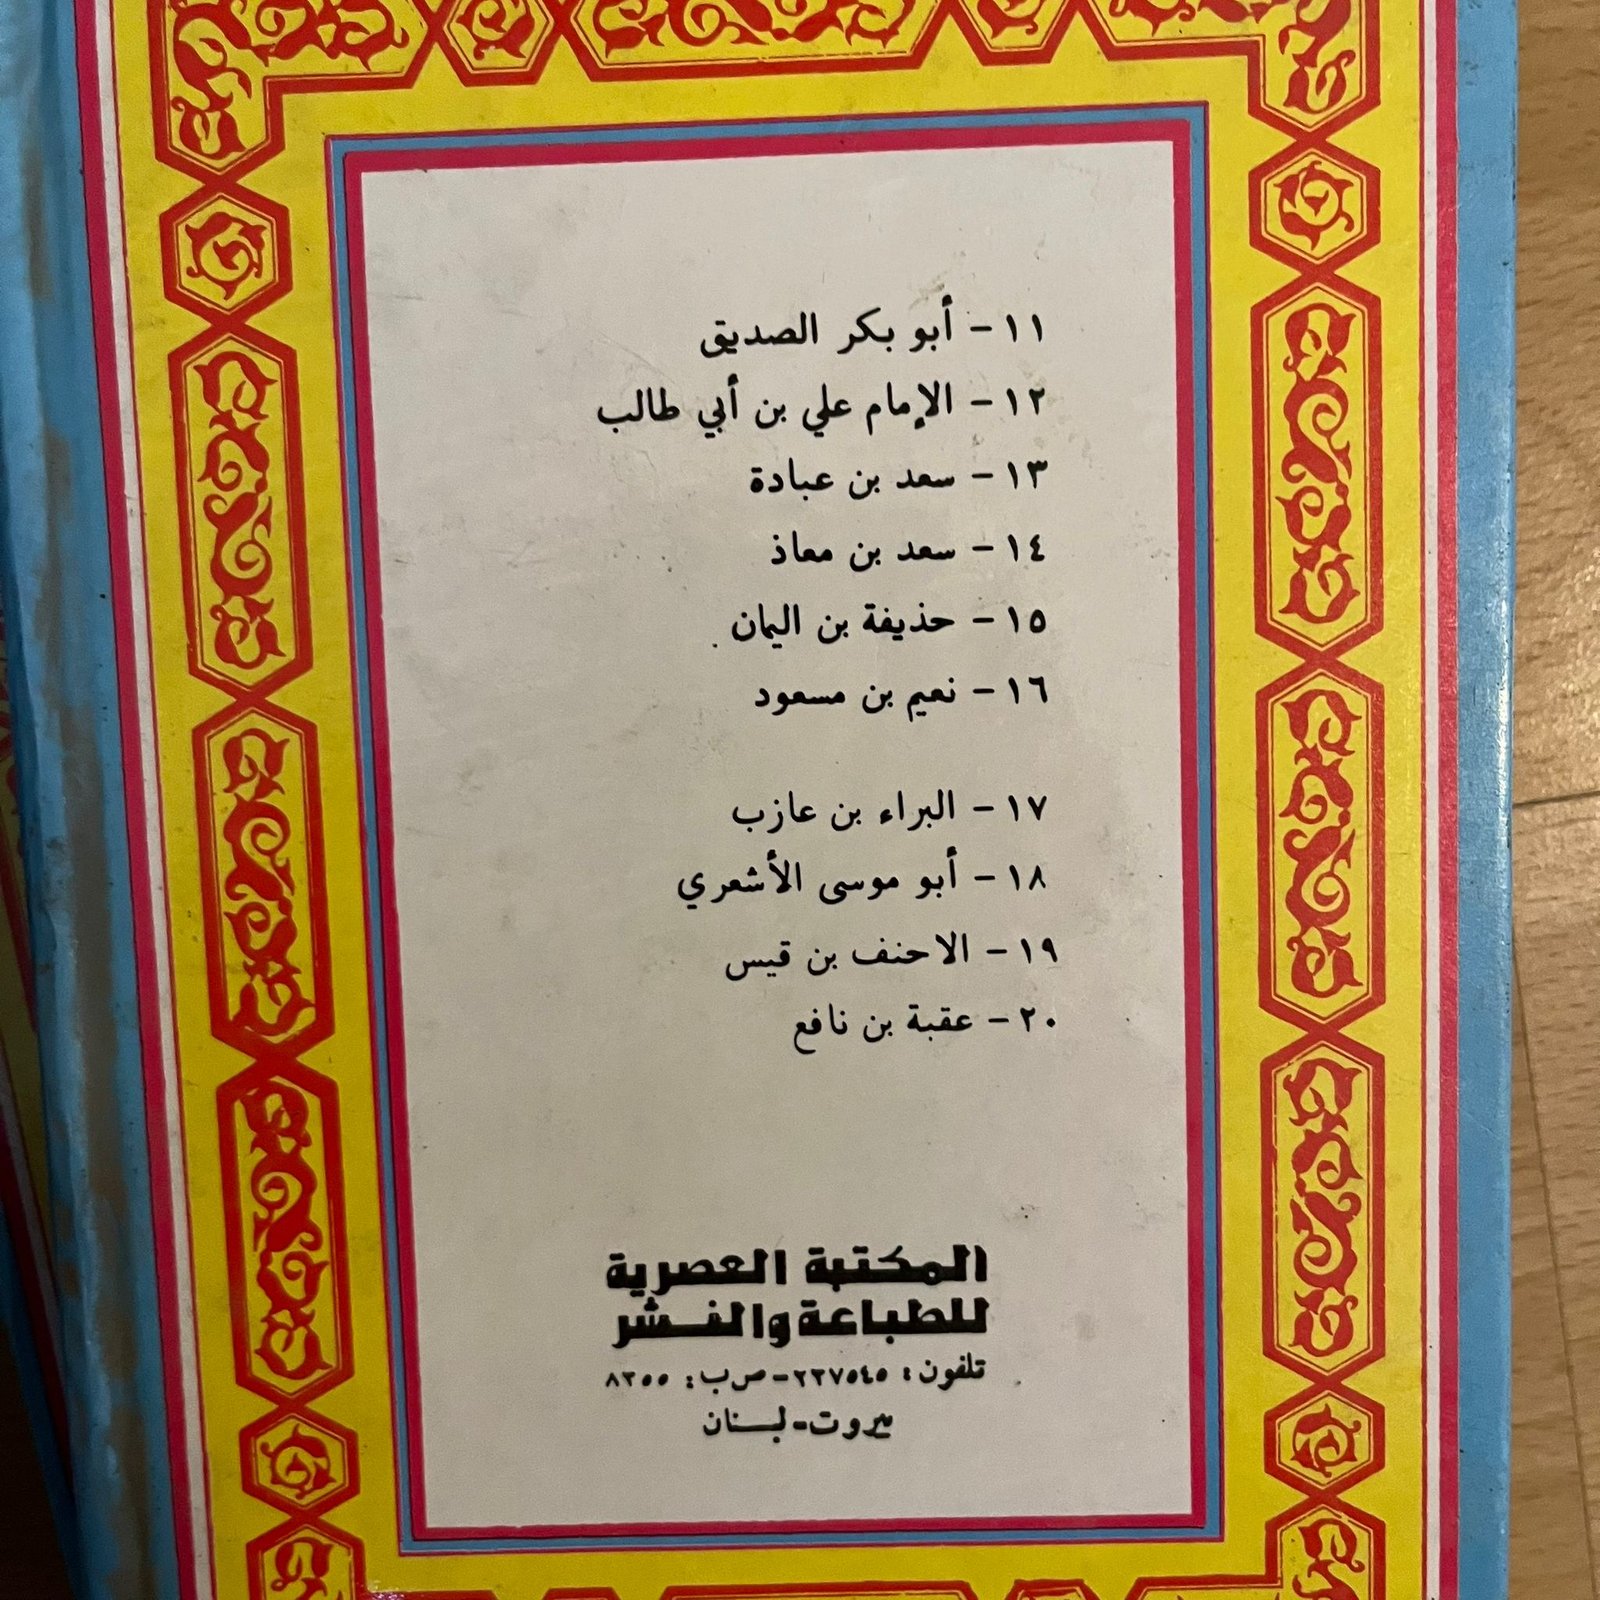 ١١ - أبو بكر الصديق
١٢ - الإمام علي بن أبي طالب
١٣ - سعد بن عبادة
١٤ - سعد بن معاذ
١٥ - حذيفة بن اليمان
١٦ - نعيم بن مسعود
١٧ - البراء بن عازب
١٨ - أبو موسى الأشعري
١٩ - الاحنف بن قيس
٢٠ - عقبة بن نافع
المكتبة العصرية
للطباعة والنشر
تلفون : ٢٣٧٥٤٥ - ص ب : ٨٣٥٥
بيروت - لبنان